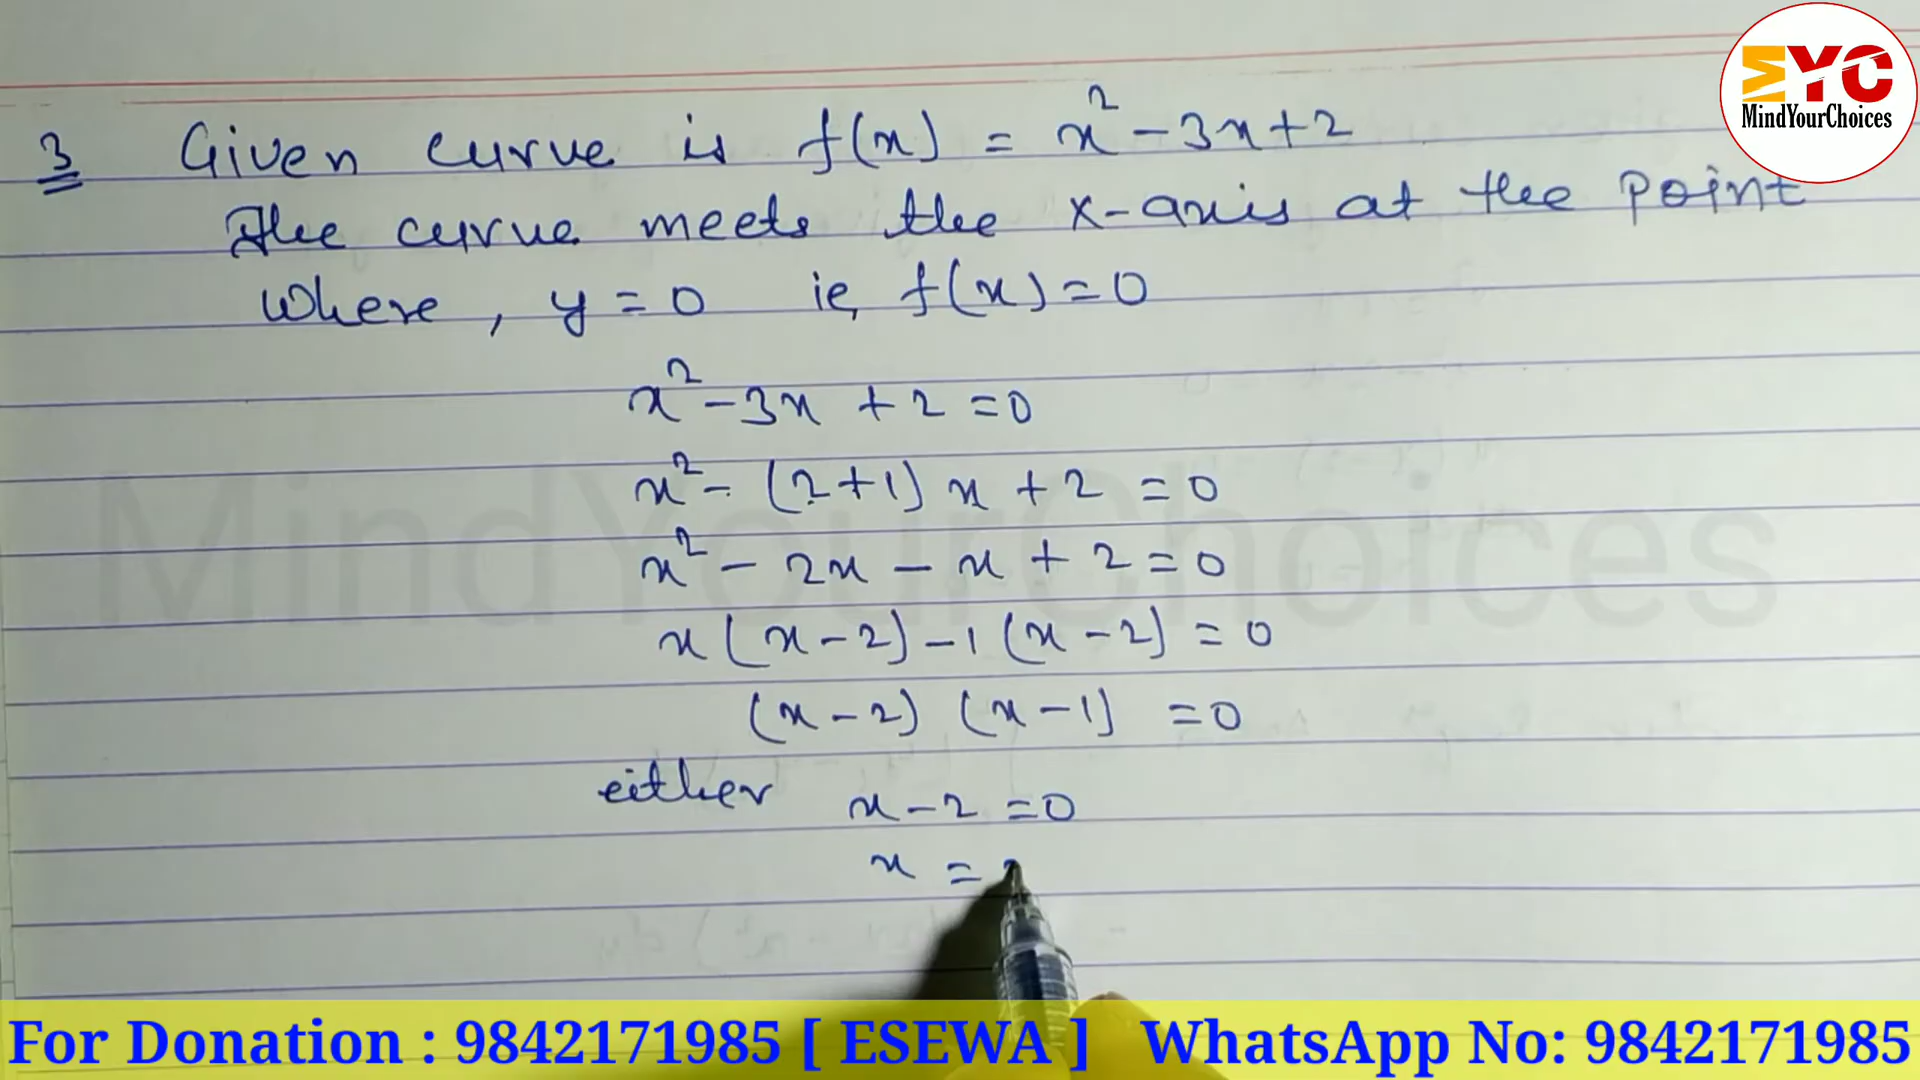 MYC
MindYourChoices
3 Given curve is f(x) = x² - 3x + 2
The curve meets the x-axis at the point
where, y = 0 ie, f(x) = 0
x² - 3x + 2 = 0
x² - (2+1) x + 2 = 0
x² - 2x - x + 2 = 0
x(x-2) - 1(x-2) = 0
(x-2) (x-1) = 0
either x - 2 = 0
x =
MindYourChoices
For Donation : 9842171985 [ ESEWA ] WhatsApp No: 9842171985